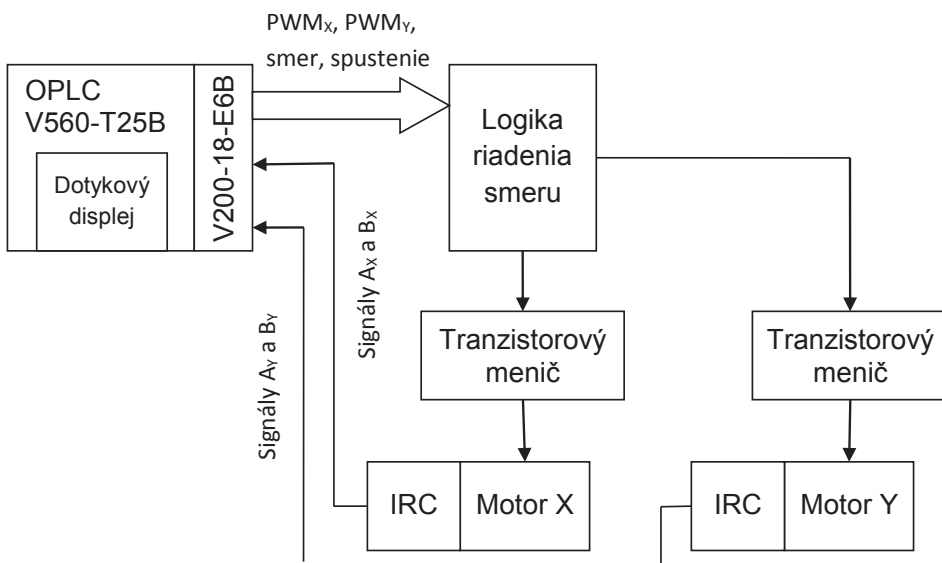 PWMX, PWMY,
smer, spustenie
OPLC
V560-T25B
V200-18-E6B
Dotykový
displej
Logika
riadenia
smeru
Signály AX a BX
Signály AY a BY
Tranzistorový
menič
Tranzistorový
menič
IRC
Motor X
IRC
Motor Y